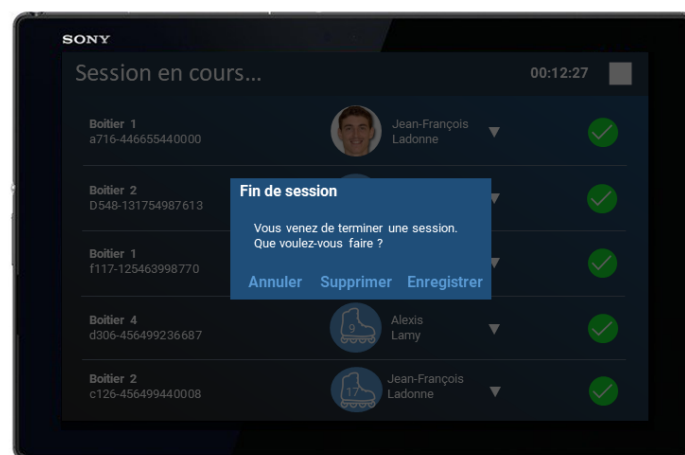 SONY
Session en cours...
00:12:27
Boitier 1
a716-446655440000
Jean-François
Ladonne
Boitier 2
D548-131754987613
Fin de session
Vous venez de terminer une session.
Que voulez-vous faire ?
Annuler Supprimer Enregistrer
Boitier 1
f117-125463998770
Boitier 4
d306-456499236687
9
Alexis
Lamy
Boitier 2
c126-456499440008
17
Jean-François
Ladonne